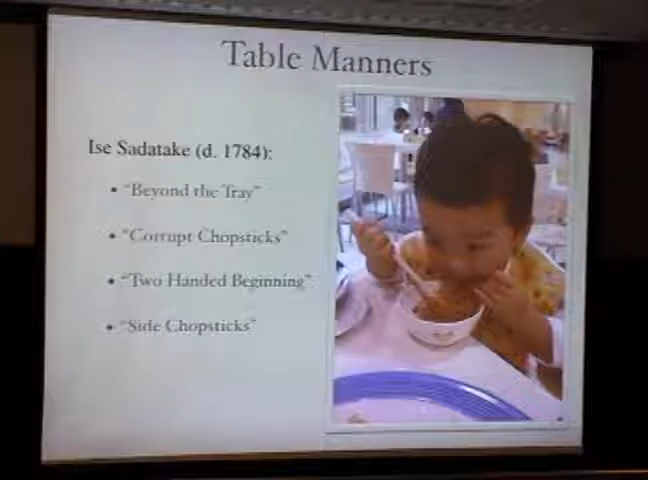 Table Manners
Ise Sadatake (d. 1784):
• "Beyond the Tray"
• "Corrupt Chopsticks"
• "Two Handed Beginning"
• "Side Chopsticks"